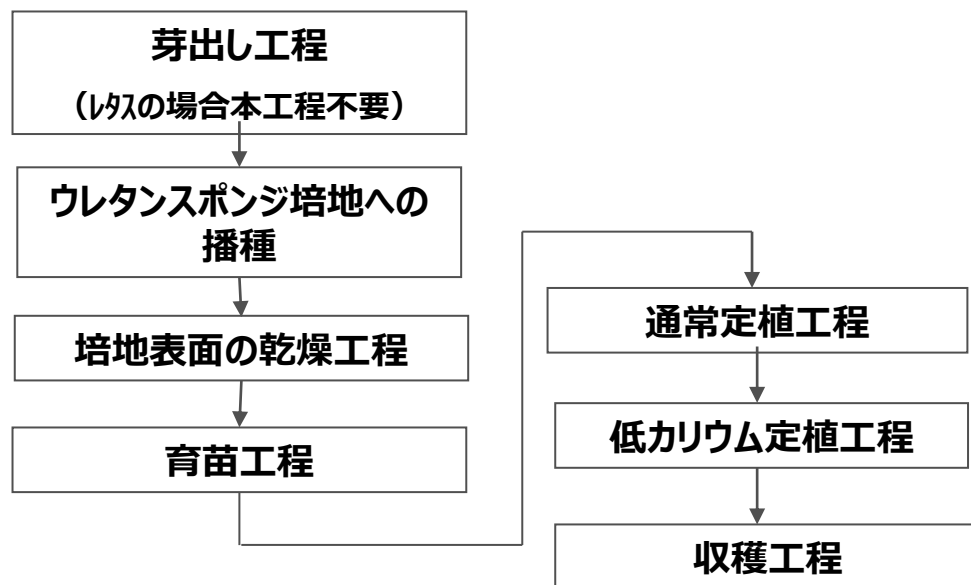 芽出し工程
（ﾚﾀｽの場合本工程不要）
ウレタンスポンジ培地への
播種
培地表面の乾燥工程
育苗工程
通常定植工程
低カリウム定植工程
収穫工程